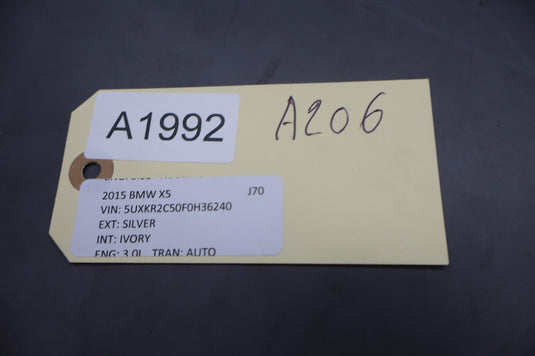 A1992
A206
2015 BMW X5 J70
VIN: 5UXKR2C50F0H36240
EXT: SILVER
INT: IVORY
ENG: 3.0L TRAN: AUTO